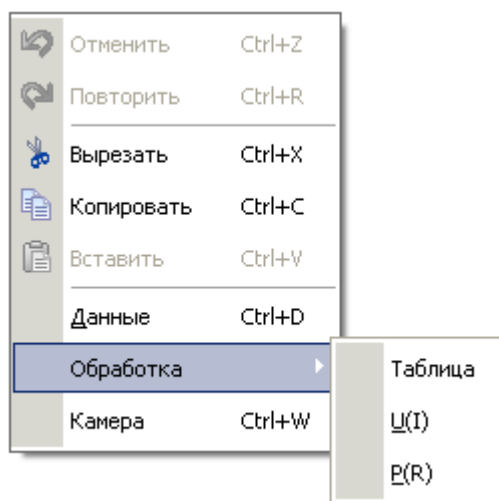 Отменить Ctrl+Z
Повторить Ctrl+R
Вырезать Ctrl+X
Копировать Ctrl+C
Вставить Ctrl+V
Данные Ctrl+D
Обработка
Таблица
Камера Ctrl+W
U(I)
P(R)